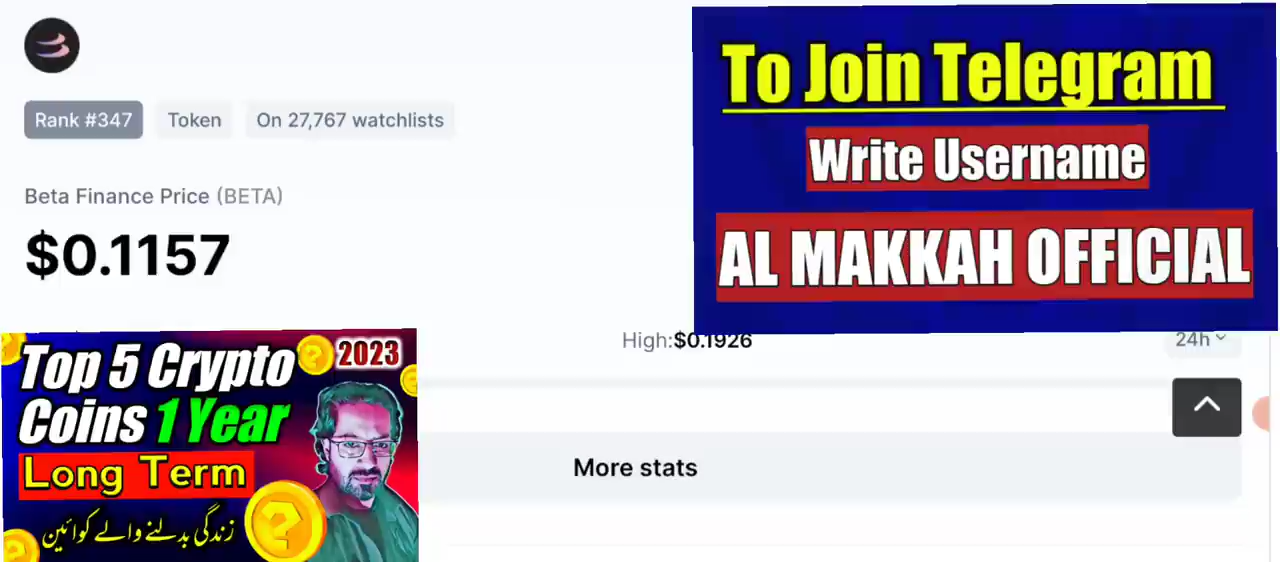 Rank #347 Token On 27,767 watchlists
Beta Finance Price (BETA)
$0.1157
To Join Telegram
Write Username
AL MAKKAH OFFICIAL
High:$0.1926
24h
More stats
Top 5 Crypto
2023
Coins 1 Year
Long Term
زندگی بدلنے والے کوائین